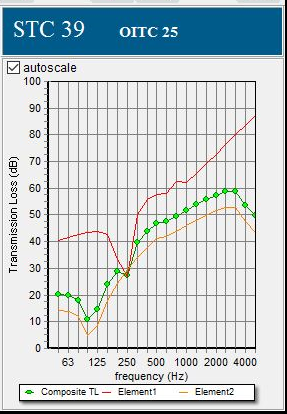 STC 39 OITC 25
autoscale
100
90
80
70
60
50
40
30
20
10
0
Transmission Loss (dB)
63 125 250 500 1000 2000 4000
frequency (Hz)
Composite TL Element1 Element2